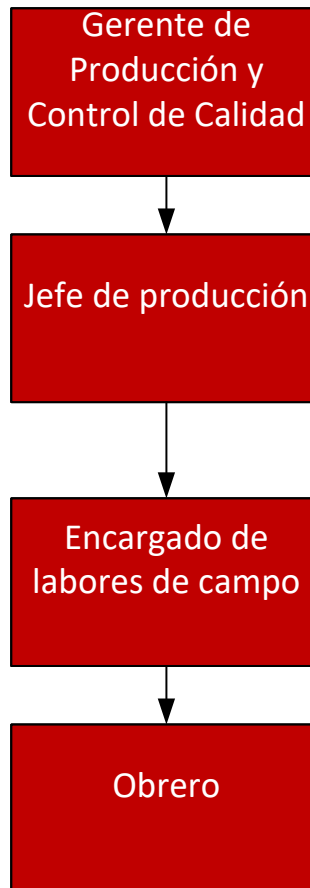 Gerente de
Producción y
Control de Calidad
Jefe de producción
Encargado de
labores de campo
Obrero